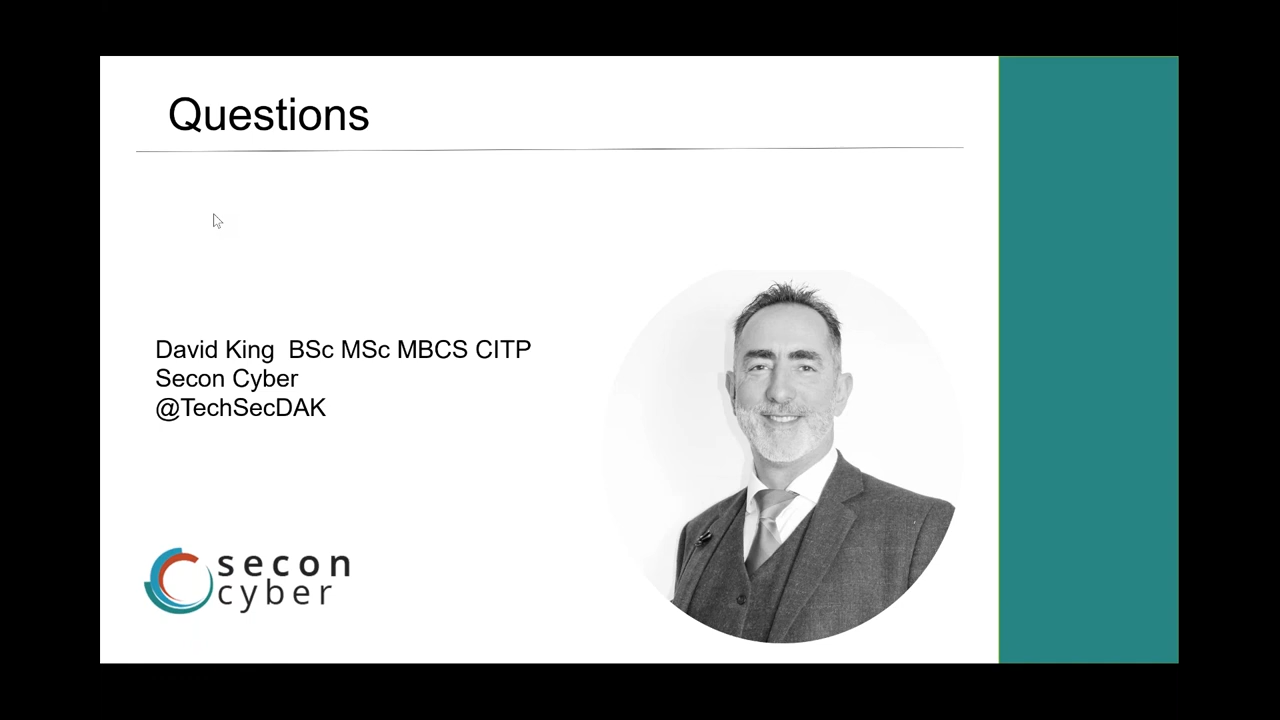 Questions
David King  BSc MSc MBCS CITP
Secon Cyber
@TechSecDAK
secon
cyber